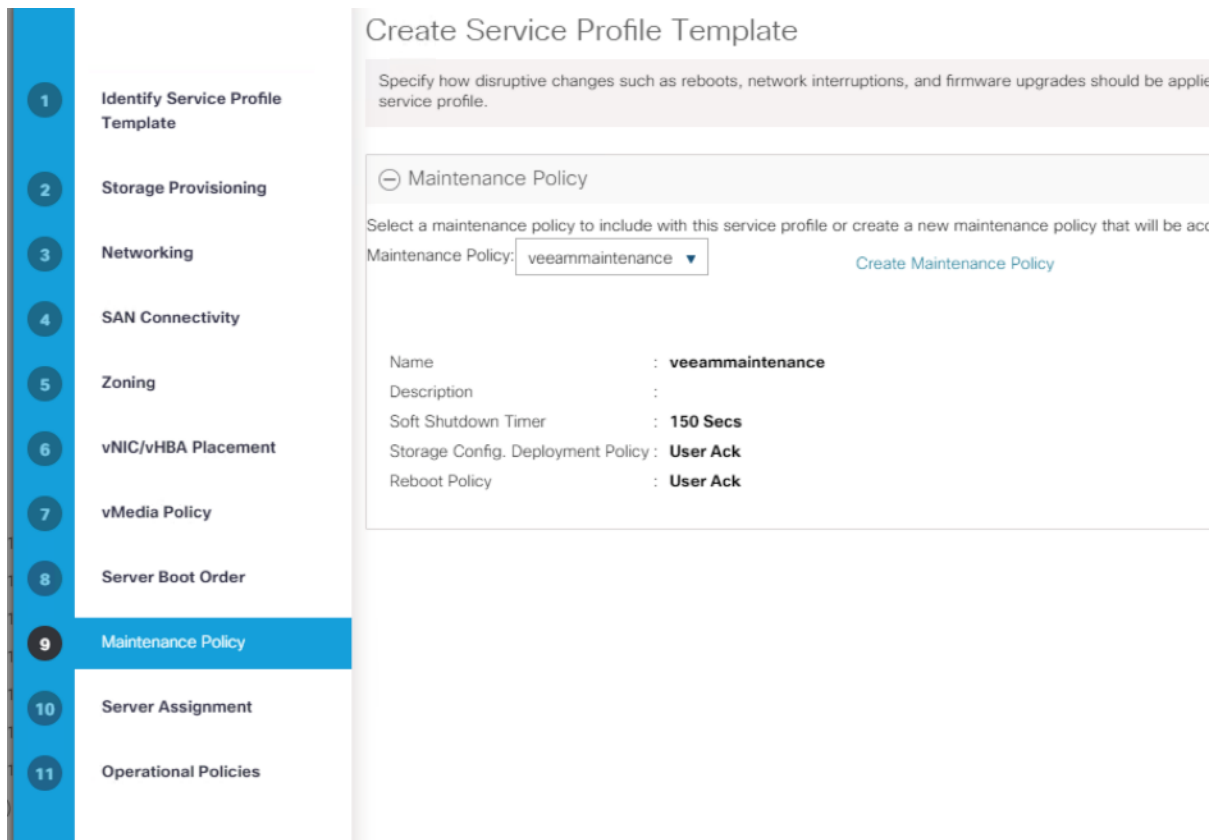 Create Service Profile Template
Specify how disruptive changes such as reboots, network interruptions, and firmware upgrades should be
service profile.
1
Identify Service Profile
Template
2
Storage Provisioning
3
Networking
4
SAN Connectivity
5
Zoning
6
vNIC/vHBA Placement
7
vMedia Policy
8
Server Boot Order
9
Maintenance Policy
10
Server Assignment
11
Operational Policies
Maintenance Policy
Select a maintenance policy to include with this service profile or create a new maintenance policy that will be
Maintenance Policy: veeammaintenance
Create Maintenance Policy
Name : veeammaintenance
Description :
Soft Shutdown Timer : 150 Secs
Storage Config. Deployment Policy : User Ack
Reboot Policy : User Ack